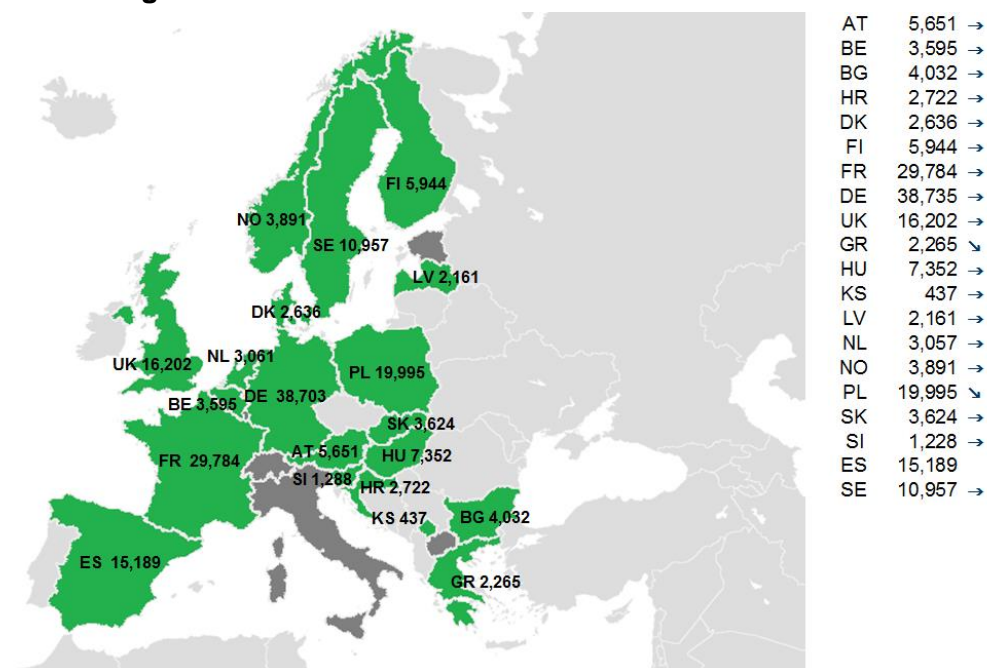 FI 5,944
NO 3,891
SE 10,957
LV 2,161
DK 2,636
NL 3,061
UK 16,202
PL 19,995
DE 38,703
BE 3,595
SK 3,624
AT 5,651
HU 7,352
FR 29,784
SI 1,288
HR 2,722
KS 437
BG 4,032
ES 15,189
GR 2,265
AT 5,651 →
BE 3,595 →
BG 4,032 →
HR 2,722 →
DK 2,636 →
FI 5,944 →
FR 29,784 →
DE 38,735 →
UK 16,202 →
GR 2,265 ↘
HU 7,352 →
KS 437 →
LV 2,161 →
NL 3,057 →
NO 3,891 →
PL 19,995 ↘
SK 3,624 →
SI 1,228 →
ES 15,189
SE 10,957 →